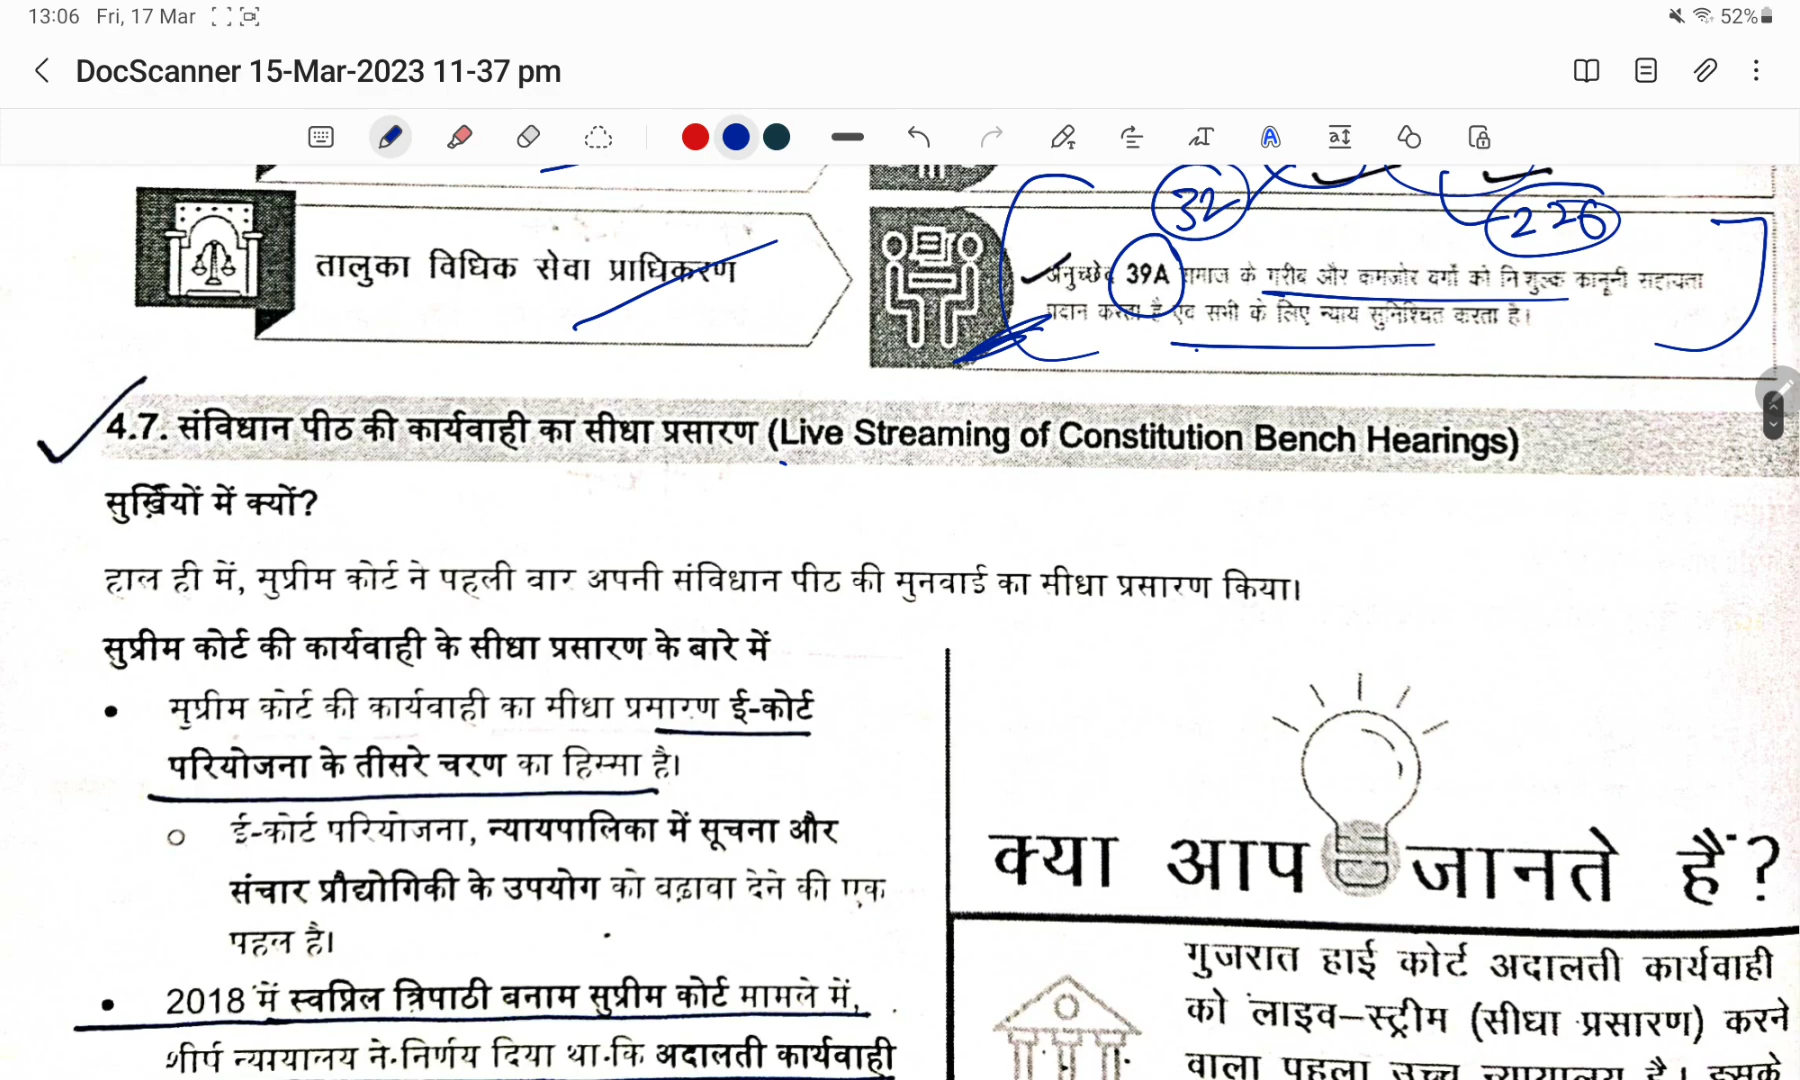 13:06 Fri, 17 Mar
52%
DocScanner 15-Mar-2023 11-37 pm
32
226
तालुका विधिक सेवा प्राधिकरण
अनुच्छेद 39A समाज के गरीब और कमजोर वर्गों को निःशुल्क कानूनी सहायता
प्रदान करता है एवं सभी के लिए न्याय सुनिश्चित करता है।
4.7. संविधान पीठ की कार्यवाही का सीधा प्रसारण (Live Streaming of Constitution Bench Hearings)
सुर्ख़ियों में क्यों?
हाल ही में, सुप्रीम कोर्ट ने पहली बार अपनी संविधान पीठ की सुनवाई का सीधा प्रसारण किया।
सुप्रीम कोर्ट की कार्यवाही के सीधा प्रसारण के बारे में
• सुप्रीम कोर्ट की कार्यवाही का सीधा प्रसारण ई-कोर्ट
परियोजना के तीसरे चरण का हिस्सा है।
o ई-कोर्ट परियोजना, न्यायपालिका में सूचना और
संचार प्रौद्योगिकी के उपयोग को बढ़ावा देने की एक
पहल है।
• 2018 में स्वप्निल त्रिपाठी बनाम सुप्रीम कोर्ट मामले में,
शीर्ष न्यायालय ने निर्णय दिया था कि अदालती कार्यवाही
क्या आप जानते हैं?
गुजरात हाई कोर्ट अदालती कार्यवाही
को लाइव-स्ट्रीम (सीधा प्रसारण) करने
वाला पहला उच्च न्यायालय है। इसके